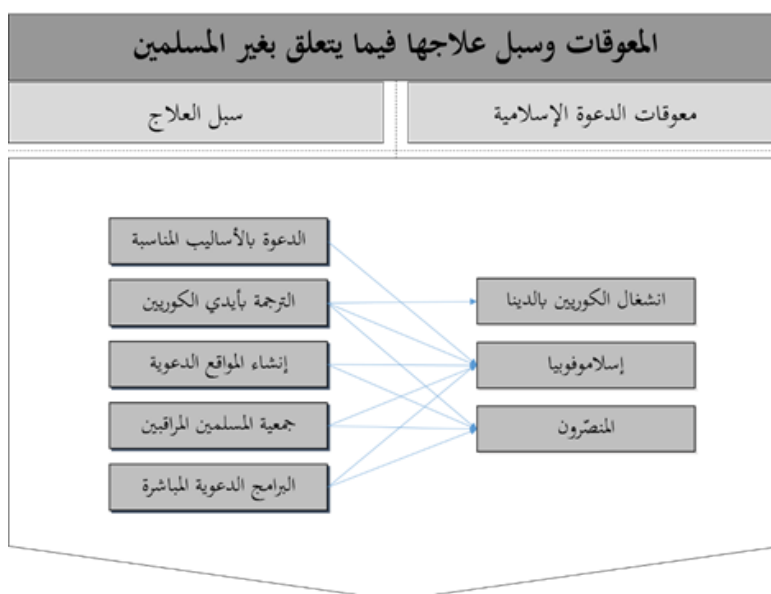 المعوقات وسبل علاجها فيما يتعلق بغير المسلمين
معوقات الدعوة الإسلامية
سبل العلاج
انشغال الكوريين بالدينا
إسلاموفوبيا
المنصّرون
الدعوة بالأساليب المناسبة
الترجمة بأيدي الكوريين
إنشاء المواقع الدعوية
جمعية المسلمين المراقبين
البرامج الدعوية المباشرة